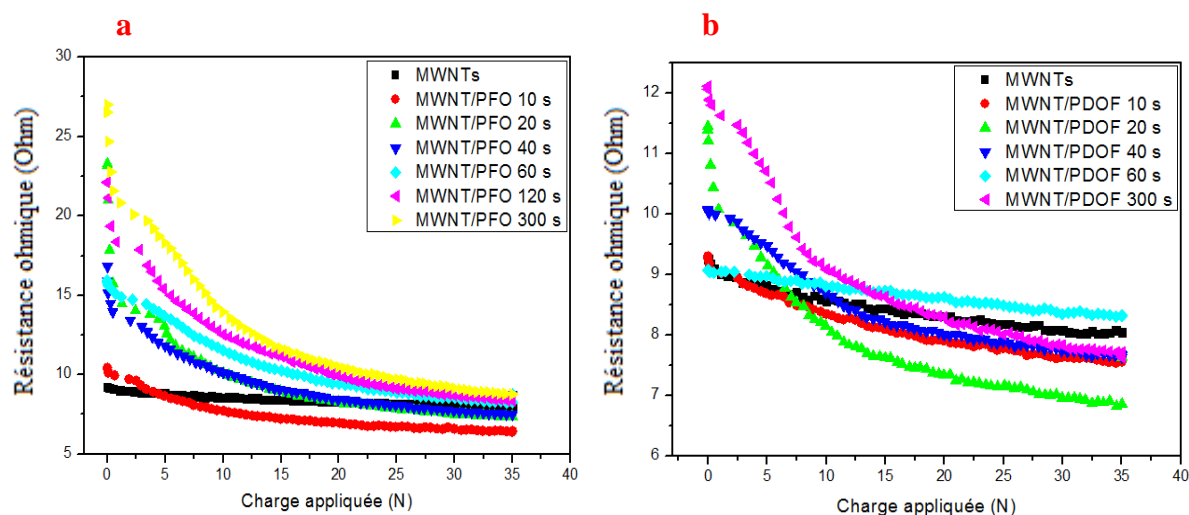 a
30
25
20
15
10
5
Résistance ohmique (Ohm)
MWNTs
MWNT/PFO 10 s
MWNT/PFO 20 s
MWNT/PFO 40 s
MWNT/PFO 60 s
MWNT/PFO 120 s
MWNT/PFO 300 s
0 5 10 15 20 25 30 35 40
Charge appliquée (N)
b
12
11
10
9
8
7
6
Résistance ohmique (Ohm)
MWNTs
MWNT/PDOF 10 s
MWNT/PDOF 20 s
MWNT/PDOF 40 s
MWNT/PDOF 60 s
MWNT/PDOF 300 s
0 5 10 15 20 25 30 35 40
Charge appliquée (N)